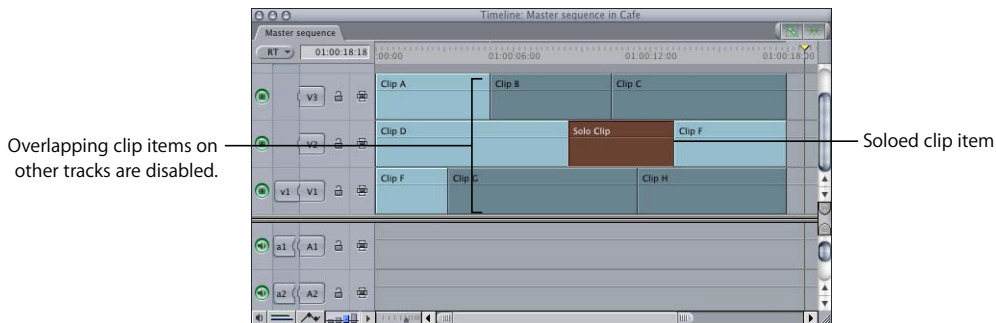 Timeline: Master sequence in Cafe
Master sequence
RT
01:00:18:18
:00:00
01:00:06:00
01:00:12:00
01:00:18:00
V3
Clip A
Clip B
Clip C
Overlapping clip items on
other tracks are disabled.
V2
Clip D
Solo Clip
Clip F
Soloed clip item
v1
V1
Clip F
Clip G
Clip H
a1
A1
a2
A2